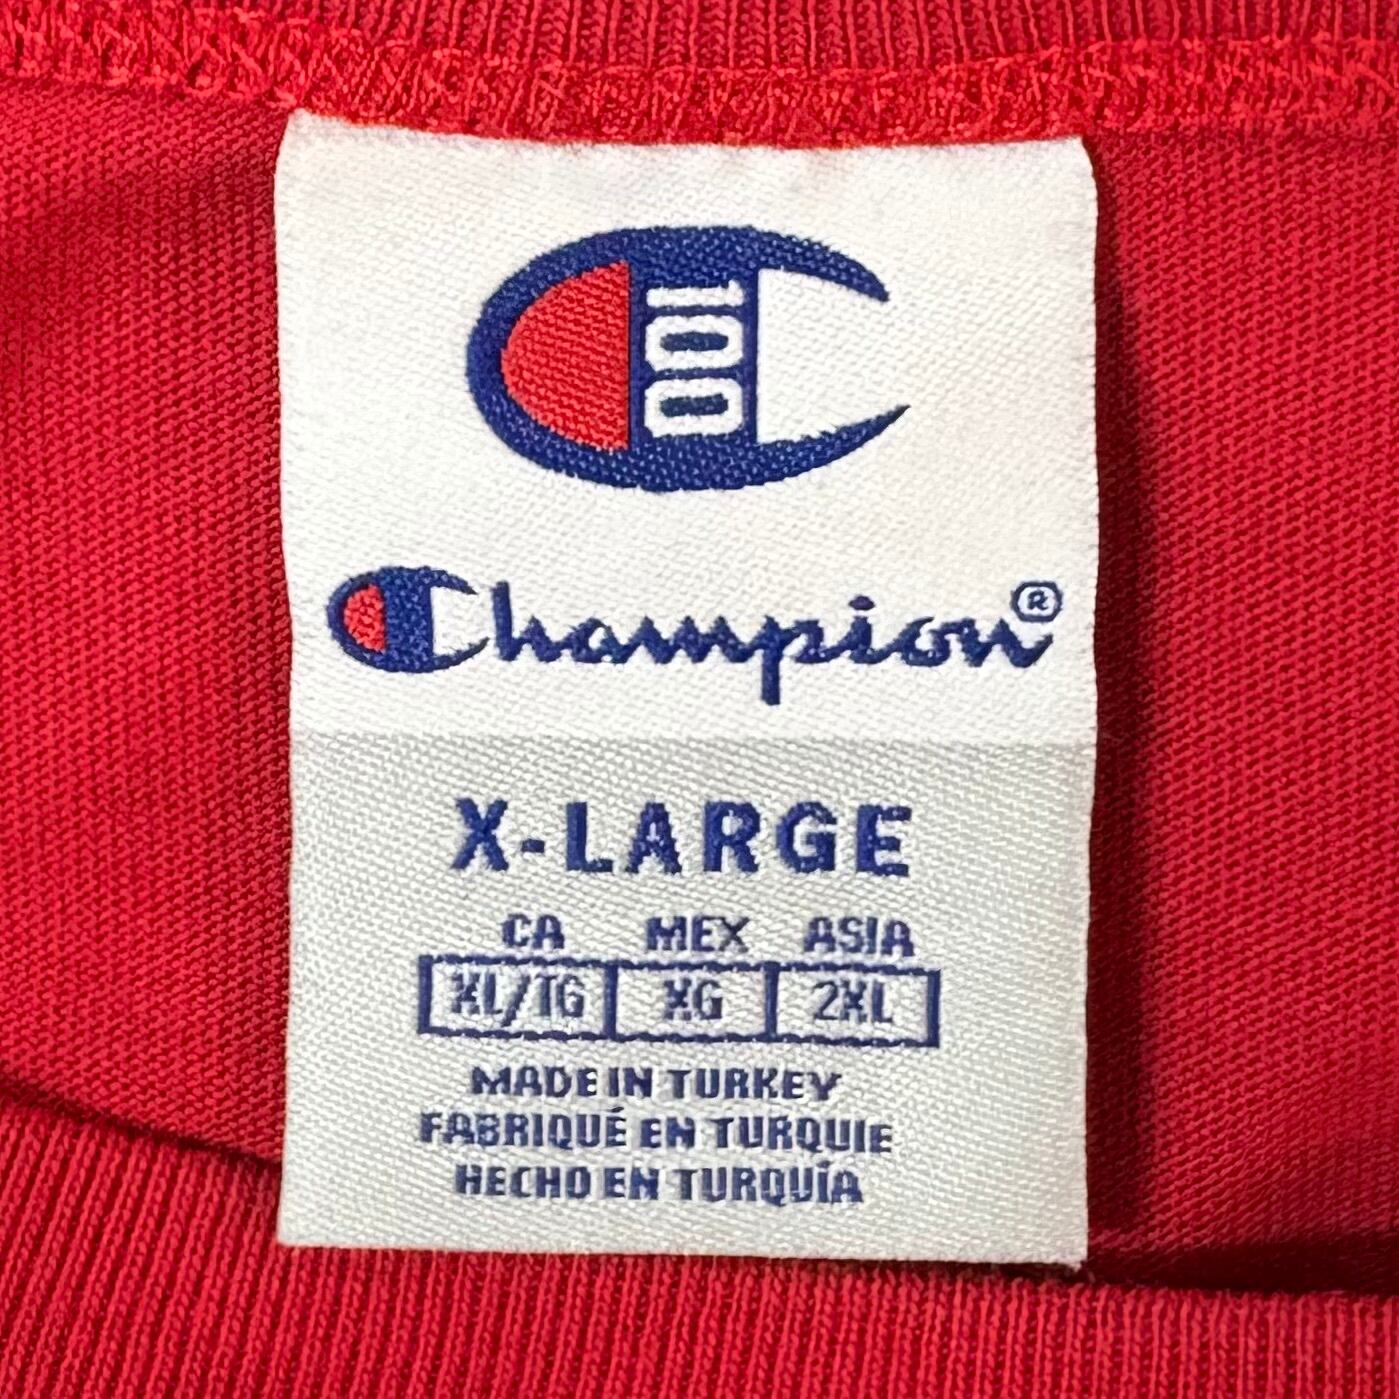 100
Champion®
X-LARGE
CA MEX ASIA
XL/TG XG 2XL
MADE IN TURKEY
FABRIQUÉ EN TURQUIE
HECHO EN TURQUÍA